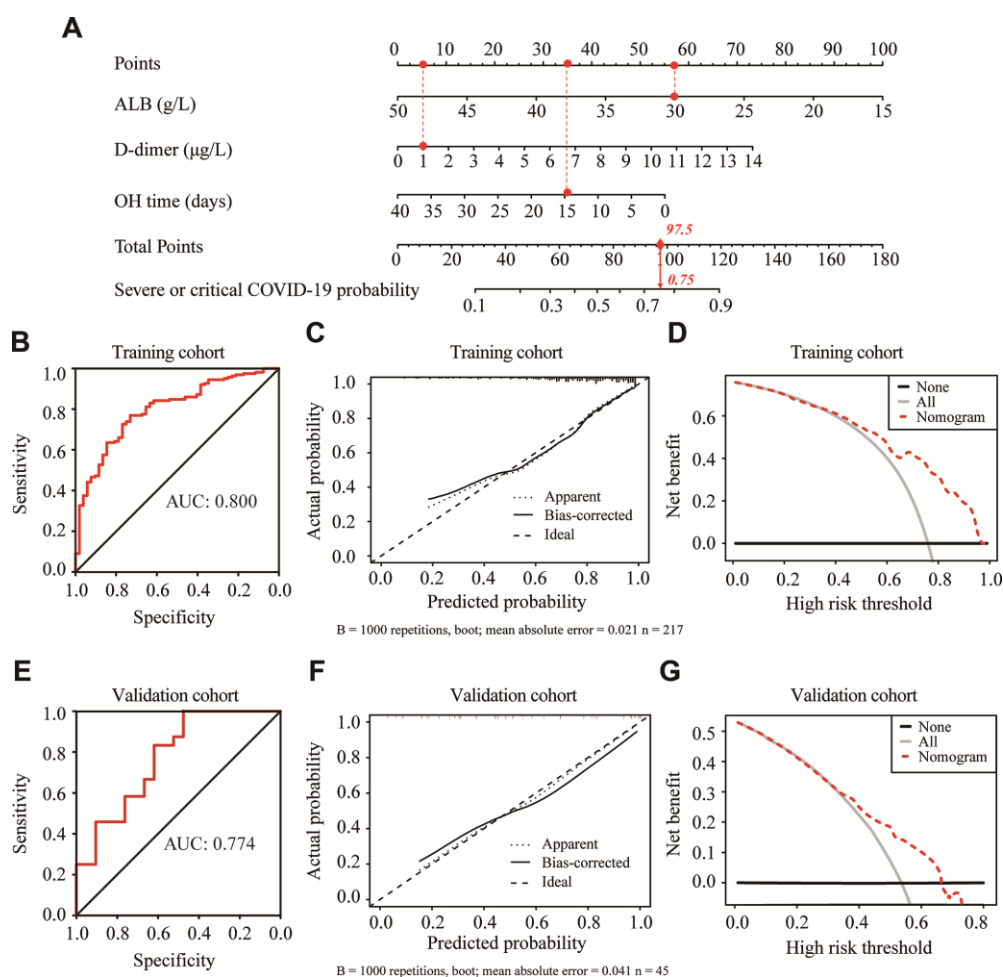 A
Points
0 10 20 30 40 50 60 70 80 90 100
ALB (g/L)
50 45 40 35 30 25 20 15
D-dimer (μg/L)
0 1 2 3 4 5 6 7 8 9 10 11 12 13 14
OH time (days)
40 35 30 25 20 15 10 5 0
97.5
Total Points
0 20 40 60 80 100 120 140 160 180
0.75
Severe or critical COVID-19 probability
0.1 0.3 0.5 0.7 0.9
B
Training cohort
Sensitivity
1.0
0.8
0.6
0.4
0.2
0.0
AUC: 0.800
1.0 0.8 0.6 0.4 0.2 0.0
Specificity
C
Training cohort
Actual probability
1.0
0.8
0.6
0.4
0.2
0.0
Apparent
Bias-corrected
Ideal
0.0 0.2 0.4 0.6 0.8 1.0
Predicted probability
B = 1000 repetitions, boot; mean absolute error = 0.021 n = 217
D
Training cohort
Net benefit
0.6
0.4
0.2
0.0
None
All
Nomogram
0.0 0.2 0.4 0.6 0.8 1.0
High risk threshold
E
Validation cohort
Sensitivity
1.0
0.8
0.6
0.4
0.2
0.0
AUC: 0.774
1.0 0.8 0.6 0.4 0.2 0.0
Specificity
F
Validation cohort
Actual probability
1.0
0.8
0.6
0.4
0.2
0.0
Apparent
Bias-corrected
Ideal
0.0 0.2 0.4 0.6 0.8 1.0
Predicted probability
B = 1000 repetitions, boot; mean absolute error = 0.041 n = 45
G
Validation cohort
Net benefit
0.5
0.4
0.3
0.2
0.1
0.0
None
All
Nomogram
0.0 0.2 0.4 0.6 0.8
High risk threshold